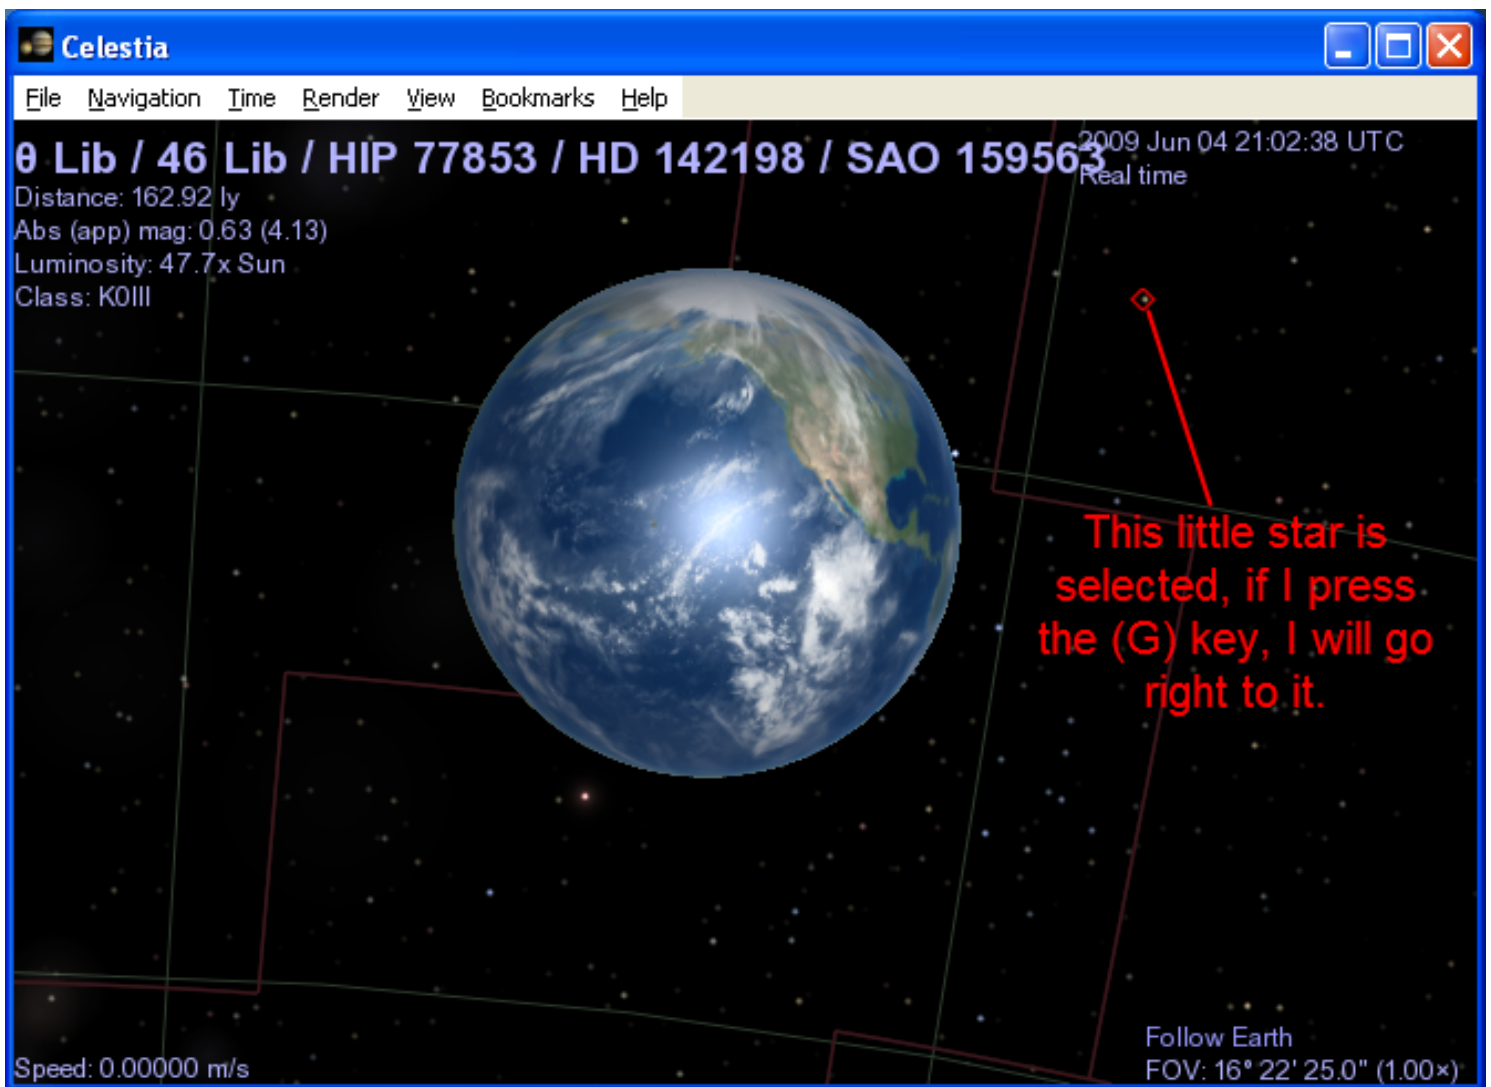 Celestia
File Navigation Time Render View Bookmarks Help
θ Lib / 46 Lib / HIP 77853 / HD 142198 / SAO 159563
2009 Jun 04 21:02:38 UTC
Real time
Distance: 162.92 ly
Abs (app) mag: 0.63 (4.13)
Luminosity: 47.7x Sun
Class: K0III
This little star is
selected, if I press
the (G) key, I will go
right to it.
Follow Earth
Speed: 0.00000 m/s
FOV: 16° 22' 25.0" (1.00×)